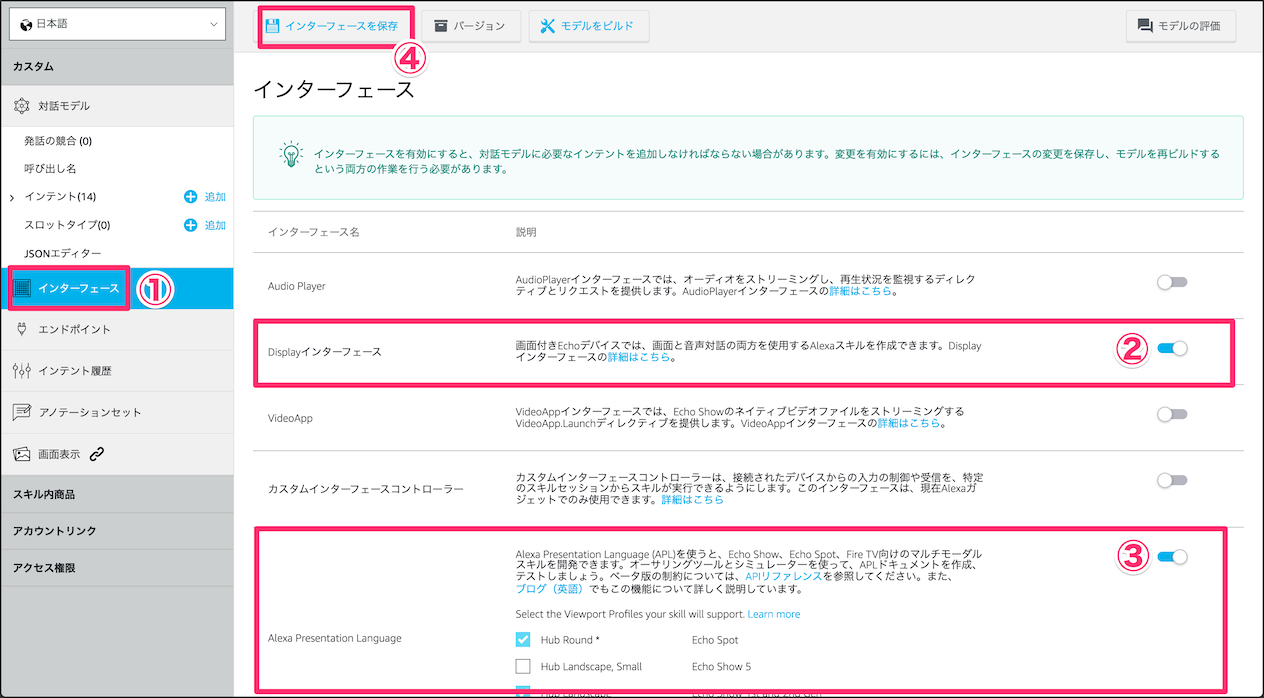 日本語
インターフェースを保存
バージョン
モデルをビルド
モデルの評価
④
カスタム
対話モデル
発話の競合 (0)
呼び出し名
インテント(14)
追加
スロットタイプ(0)
追加
JSONエディター
インターフェース
①
エンドポイント
インテント履歴
アノテーションセット
画面表示
スキル内商品
アカウントリンク
アクセス権限
インターフェース
インターフェースを有効にすると、対話モデルに必要なインテントを追加しなければならない場合があります。変更を有効にするには、インターフェースの変更を保存し、モデルを再ビルドする
という両方の作業を行う必要があります。
インターフェース名
説明
Audio Player
AudioPlayerインターフェースでは、オーディオをストリーミングし、再生状況を監視するディレク
ティブとリクエストを提供します。AudioPlayerインターフェースの詳細はこちら。
Displayインターフェース
画面付きEchoデバイスでは、画面と音声対話の両方を使用するAlexaスキルを作成できます。Display
インターフェースの詳細はこちら。
②
VideoApp
VideoAppインターフェースでは、Echo Showのネイティブビデオファイルをストリーミングする
VideoApp.Launchディレクティブを提供します。VideoAppインターフェースの詳細はこちら。
カスタムインターフェースコントローラー
カスタムインターフェースコントローラーは、接続されたデバイスからの入力の制御や受信を、特定
のスキルセッションからスキルが実行できるようにします。このインターフェースは、現在Alexaガ
ジェットでのみ使用できます。詳細はこちら
Alexa Presentation Language
Alexa Presentation Language (APL)を使うと、Echo Show、Echo Spot、Fire TV向けのマルチモーダル
スキルを開発できます。オーサリングツールとシミュレーターを使って、APLドキュメントを作成、
テストしましょう。ベータ版の制約については、APIリファレンスを参照してください。また、
ブログ（英語）でもこの機能について詳しく説明しています。
③
Select the Viewport Profiles your skill will support. Learn more
Hub Round *
Echo Spot
Hub Landscape, Small
Echo Show 5
Hub Landscape
Echo Show 1st and 2nd Gen